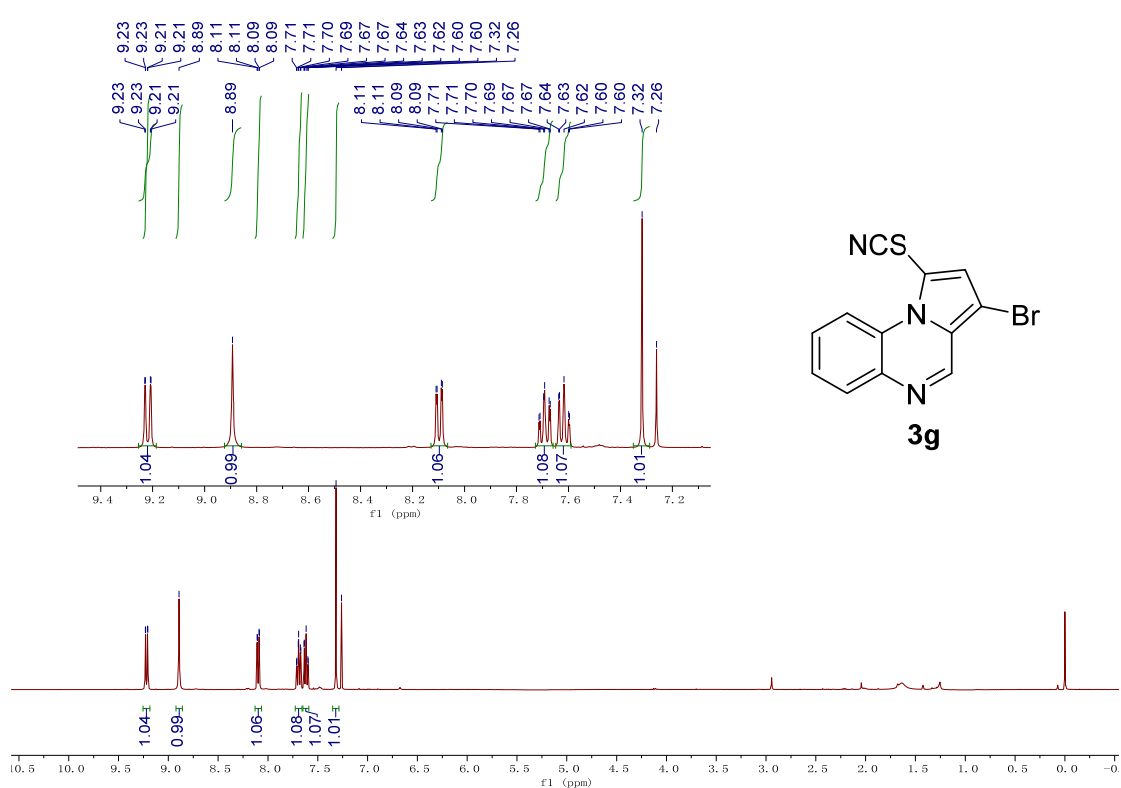 9.23 9.23 9.21 9.21 8.89 8.11 8.11 8.09 8.09 7.71 7.71 7.70 7.69 7.67 7.67 7.64 7.63 7.62 7.60 7.60 7.32 7.26
9.23 9.23 9.21 9.21 8.89 8.11 8.11 8.09 8.09 7.71 7.71 7.70 7.69 7.67 7.67 7.64 7.63 7.62 7.60 7.60 7.32 7.26
NCS
N
Br
N
3g
1.04 0.99 1.06 1.08 1.07 1.01
9.4 9.2 9.0 8.8 8.6 8.4 8.2 8.0 7.8 7.6 7.4 7.2
f1 (ppm)
1.04 0.99 1.06 1.08 1.07 1.01
10.5 10.0 9.5 9.0 8.5 8.0 7.5 7.0 6.5 6.0 5.5 5.0 4.5 4.0 3.5 3.0 2.5 2.0 1.5 1.0 0.5 0.0 -0.
f1 (ppm)